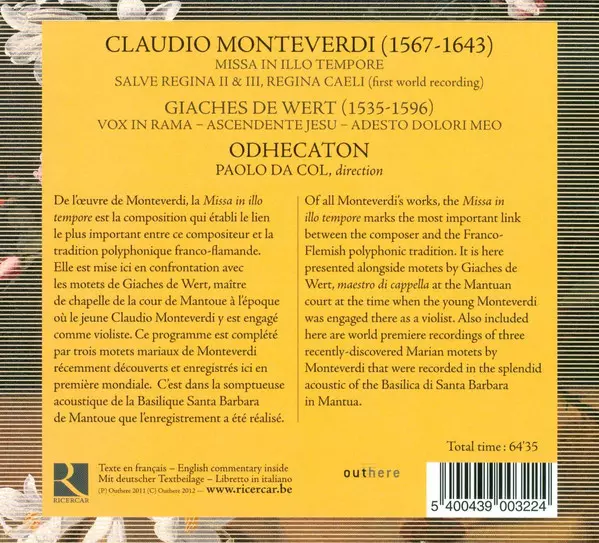 CLAUDIO MONTEVERDI (1567-1643)
MISSA IN ILLO TEMPORE
SALVE REGINA II & III, REGINA CAELI (first world recording)
GIACHES DE WERT (1535-1596)
VOX IN RAMA – ASCENDENTE JESU – ADESTO DOLORI MEO
ODHECATON
PAOLO DA COL, direction
De l'œuvre de Monteverdi, la Missa in illo
tempore est la composition qui établi le lien
le plus important entre ce compositeur et la
tradition polyphonique franco-flamande.
Elle est mise ici en confrontation avec
les motets de Giaches de Wert, maître
de chapelle de la cour de Mantoue à l'époque
où le jeune Claudio Monteverdi y est engagé
comme violiste. Ce programme est complété
par trois motets mariaux de Monteverdi
récemment découverts et enregistrés ici en
première mondiale. C'est dans la somptueuse
acoustique de la Basilique Santa Barbara
de Mantoue que l'enregistrement a été réalisé.
Of all Monteverdi's works, the Missa in
illo tempore marks the most important link
between the composer and the Franco-
Flemish polyphonic tradition. It is here
presented alongside motets by Giaches de
Wert, maestro di cappella at the Mantuan
court at the time when the young Monteverdi
was engaged there as a violist. Also included
here are world premiere recordings of three
recently-discovered Marian motets by
Monteverdi that were recorded in the splendid
acoustic of the Basilica di Santa Barbara
in Mantua.
Total time : 64'35
R
RICERCAR
Texte en français – English commentary inside
Mit deutscher Textbeilage – Libretto in italiano
(P) Outhere 2011 (C) Outhere 2012 — www.ricercar.be
outhere
5 400439 003224